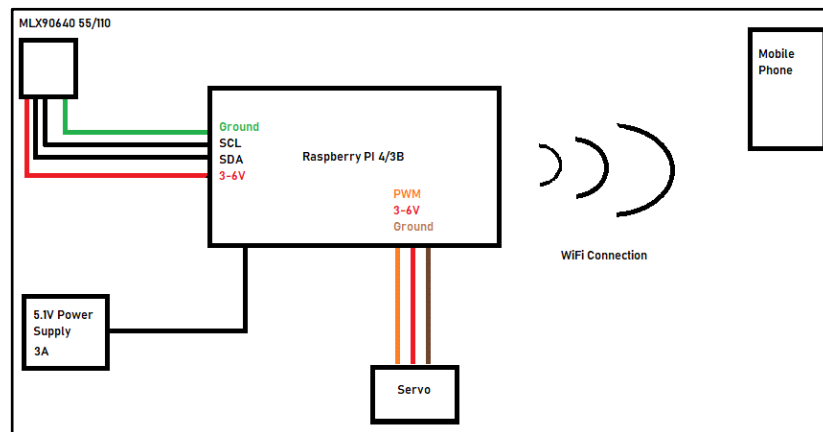 MLX90640 55/110
Mobile
Phone
Ground
SCL
SDA
3-6V
Raspberry PI 4/3B
PWM
3-6V
Ground
WiFi Connection
5.1V Power
Supply
3A
Servo